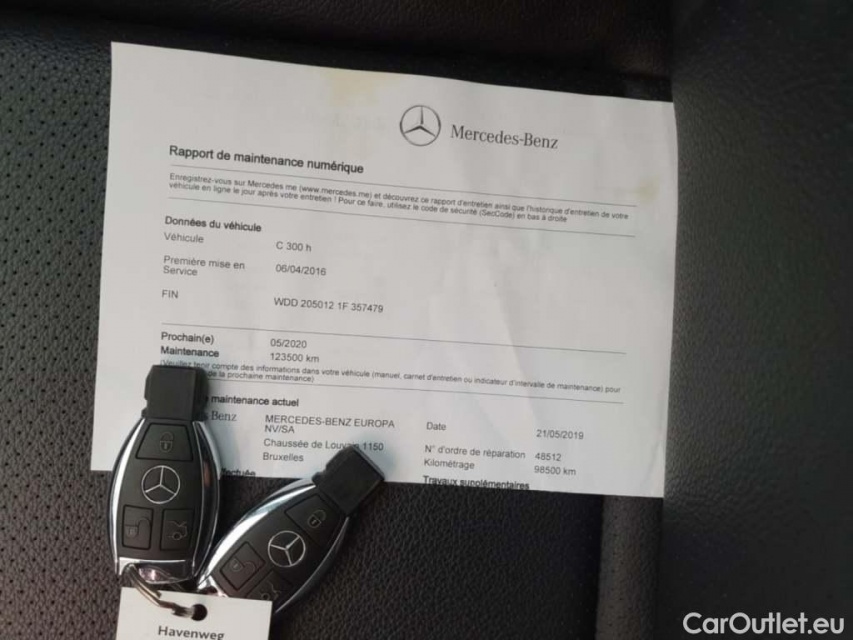 Mercedes-Benz
Rapport de maintenance numérique
Enregistrez-vous sur Mercedes me (www.mercedes.me) et découvrez ce rapport d'entretien ainsi que l'historique d'entretien de votre
véhicule en ligne le jour après votre entretien ! Pour ce faire, utilisez le code de sécurité (SecCode) en bas à droite
Données du véhicule
Véhicule C 300 h
Première mise en
Service 06/04/2016
FIN WDD 205012 1F 357479
Prochain(e) 05/2020
Maintenance 123500 km
(Veuillez tenir compte des informations dans votre véhicule (manuel, carnet d'entretien ou indicateur d'intervalle de maintenance) pour
de la prochaine maintenance)
maintenance actuel
Benz MERCEDES-BENZ EUROPA Date 21/05/2019
NV/SA
Chaussée de Louvain 1150 N° d'ordre de réparation 48512
Bruxelles Kilométrage 98500 km
Travaux supplémentaires
Havenweg
CarOutlet.eu